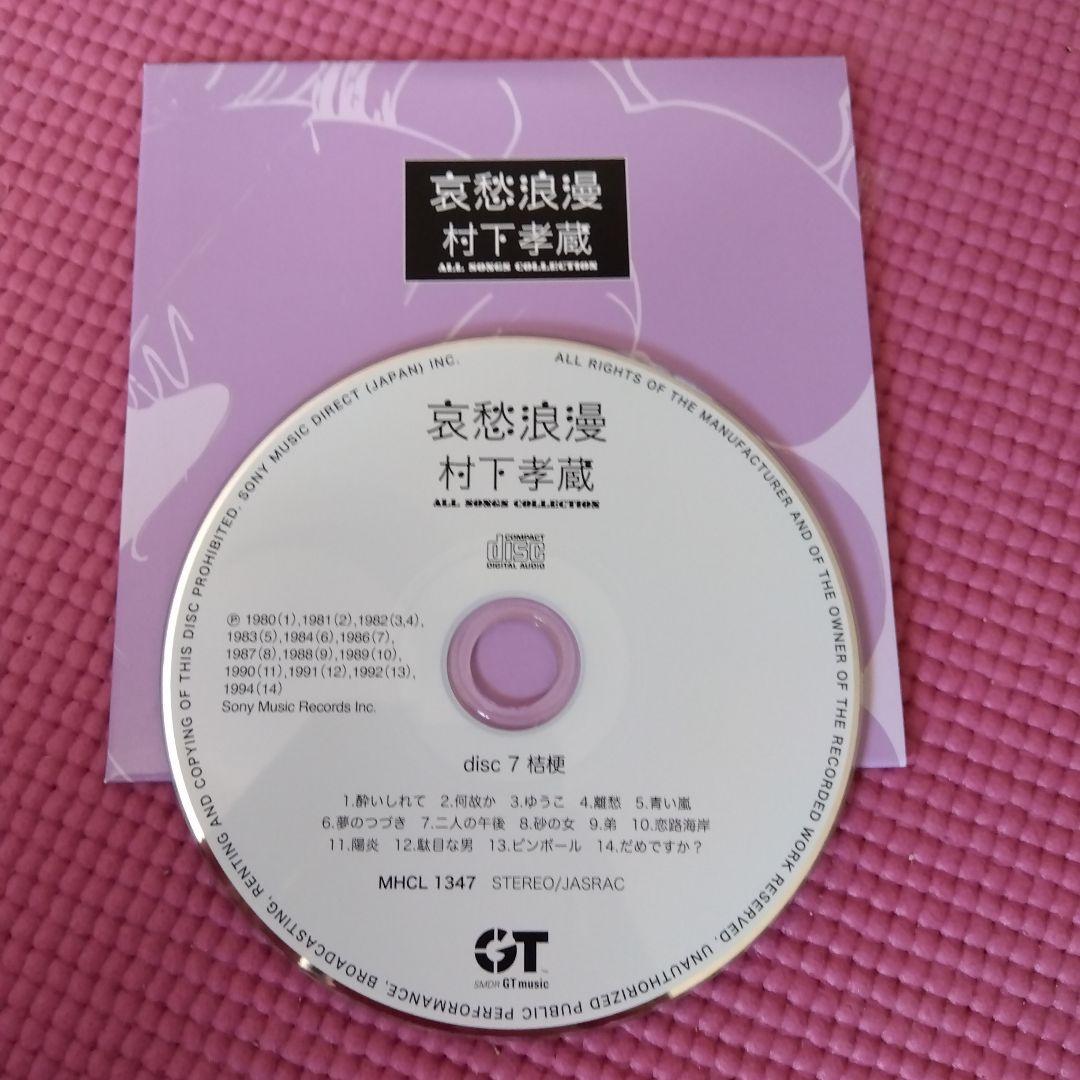 哀愁浪漫
村下孝蔵
ALL SONGS COLLECTION
ALL RIGHTS OF THE MANUFACTURER AND OF THE OWNER OF THE RECORDED WORK RESERVED. UNAUTHORIZED PUBLIC PERFORMANCE, BROADCASTING, RENTING AND COPYING OF THIS DISC PROHIBITED. SONY MUSIC DIRECT (JAPAN) INC.
哀愁浪漫
村下孝蔵
ALL SONGS COLLECTION
COMPACT
disc
DIGITAL AUDIO
℗ 1980(1),1981(2),1982(3,4),
1983(5),1984(6),1986(7),
1987(8),1988(9),1989(10),
1990(11),1991(12),1992(13),
1994(14)
Sony Music Records Inc.
disc 7 桔梗
1.酔いしれて 2.何故か 3.ゆうこ 4.離愁 5.青い嵐
6.夢のつづき 7.二人の午後 8.砂の女 9.弟 10.恋路海岸
11.陽炎 12.駄目な男 13.ピンボール 14.だめですか?
MHCL 1347 STEREO/JASRAC
GT™
SMDR GT music